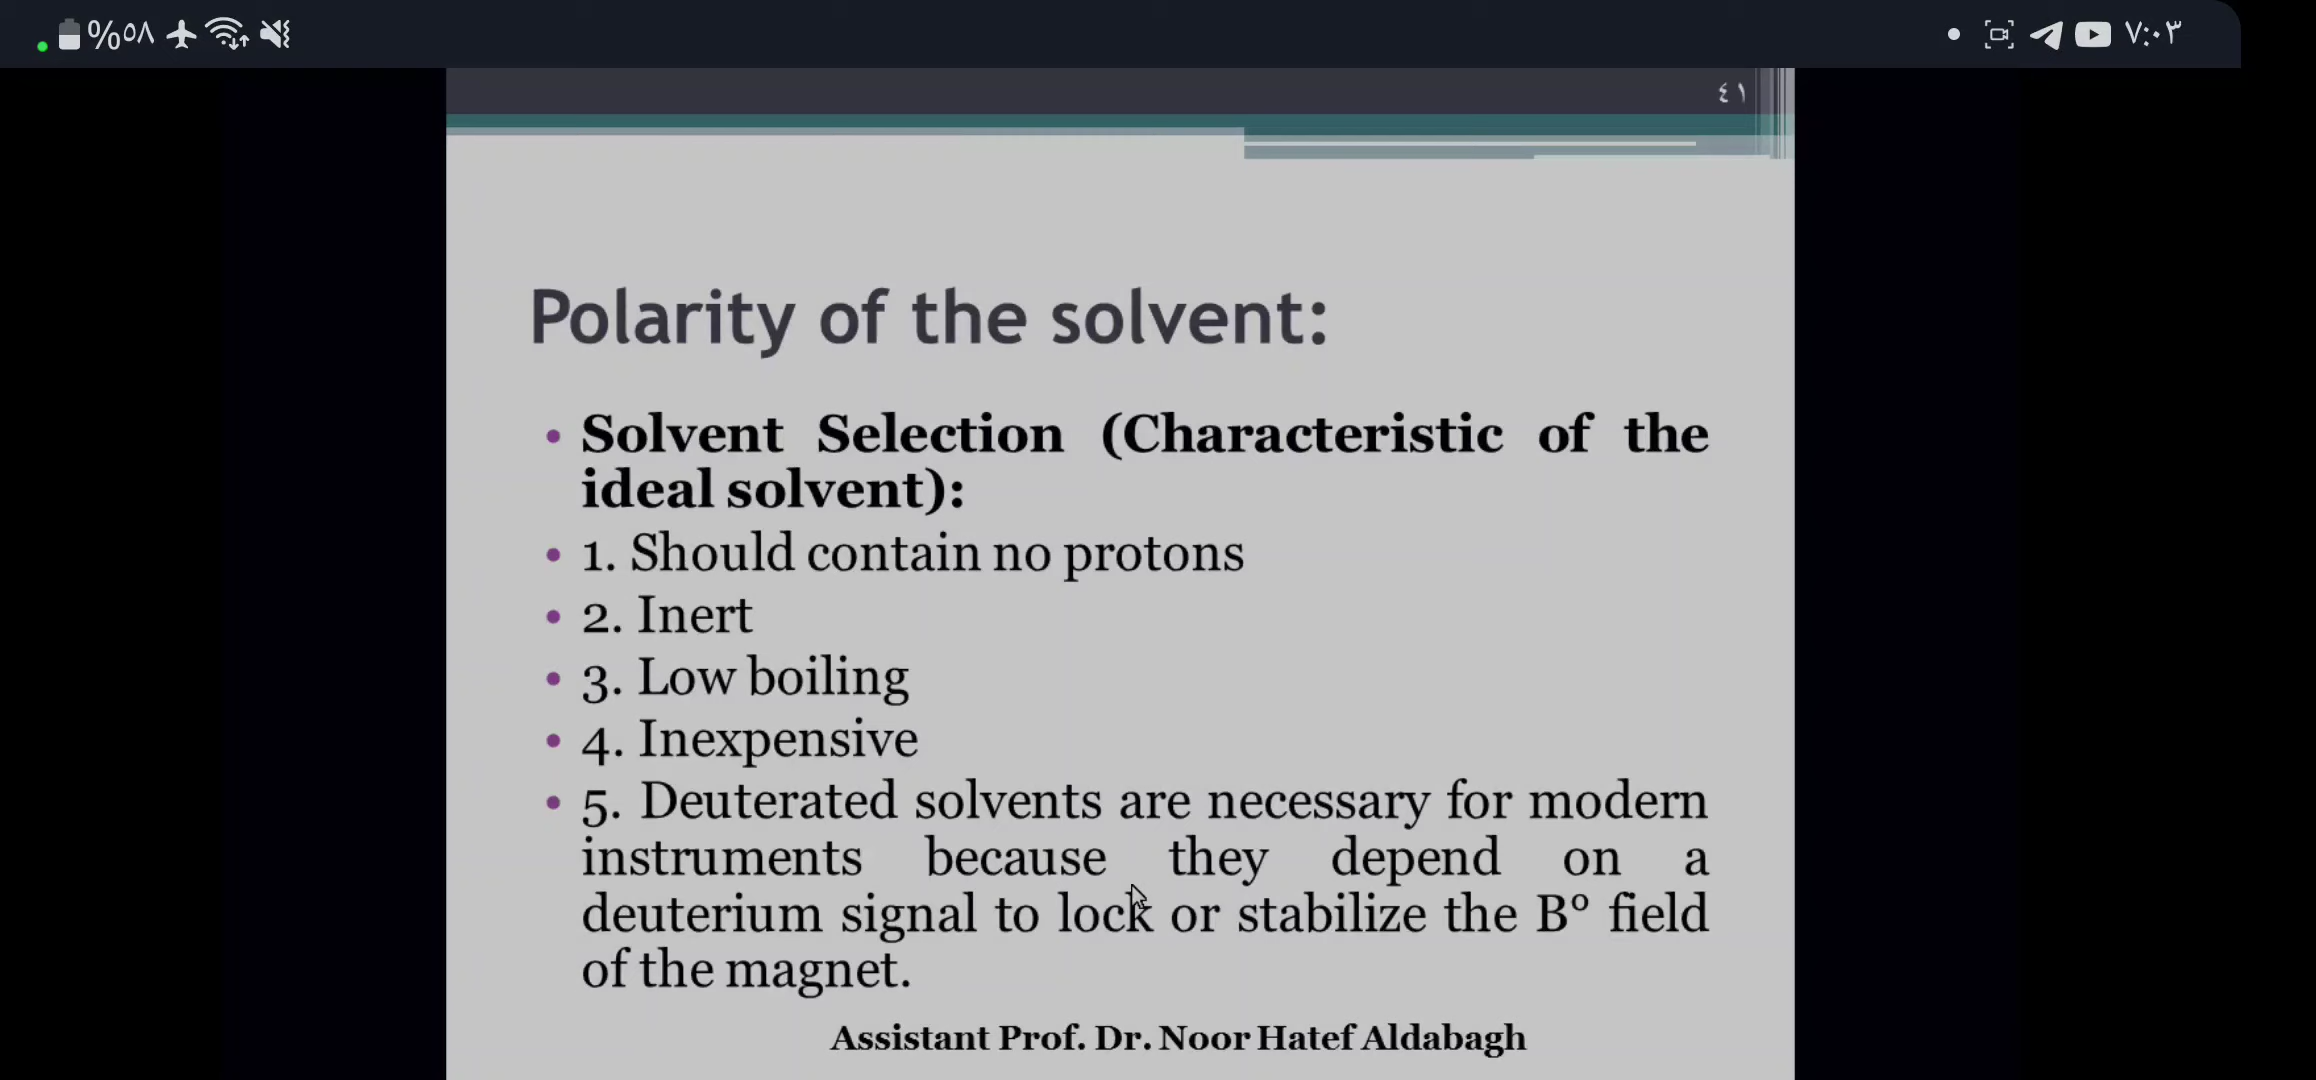 %٥٨
٧:٠٣
٤١
Polarity of the solvent:
• Solvent Selection (Characteristic of the
ideal solvent):
• 1. Should contain no protons
• 2. Inert
• 3. Low boiling
• 4. Inexpensive
• 5. Deuterated solvents are necessary for modern
instruments because they depend on a
deuterium signal to lock or stabilize the B° field
of the magnet.
Assistant Prof. Dr. Noor Hatef Aldabagh